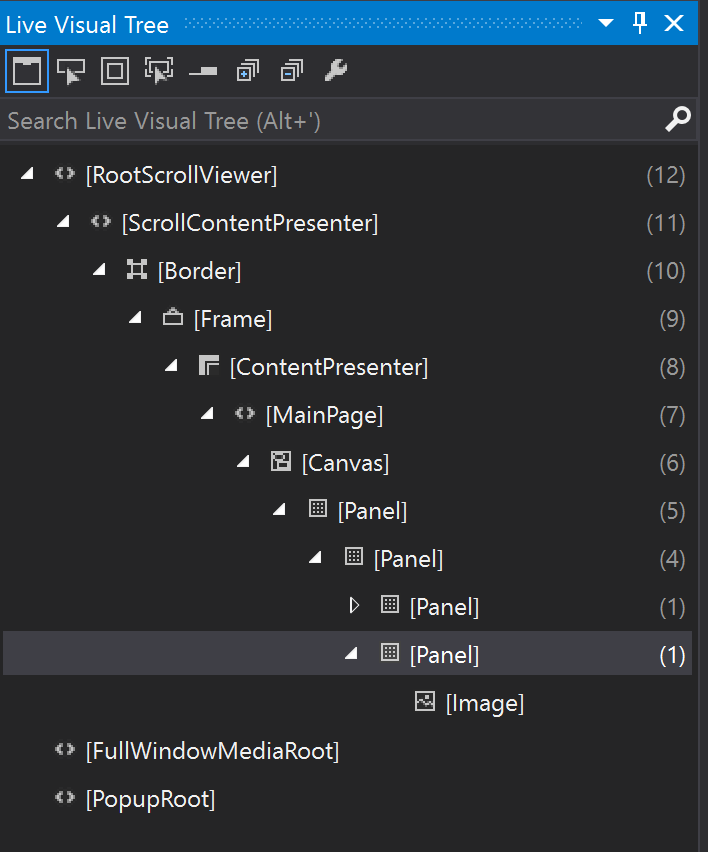 Live Visual Tree
Search Live Visual Tree (Alt+')
[RootScrollViewer] (12)
[ScrollContentPresenter] (11)
[Border] (10)
[Frame] (9)
[ContentPresenter] (8)
[MainPage] (7)
[Canvas] (6)
[Panel] (5)
[Panel] (4)
[Panel] (1)
[Panel] (1)
[Image]
[FullWindowMediaRoot]
[PopupRoot]